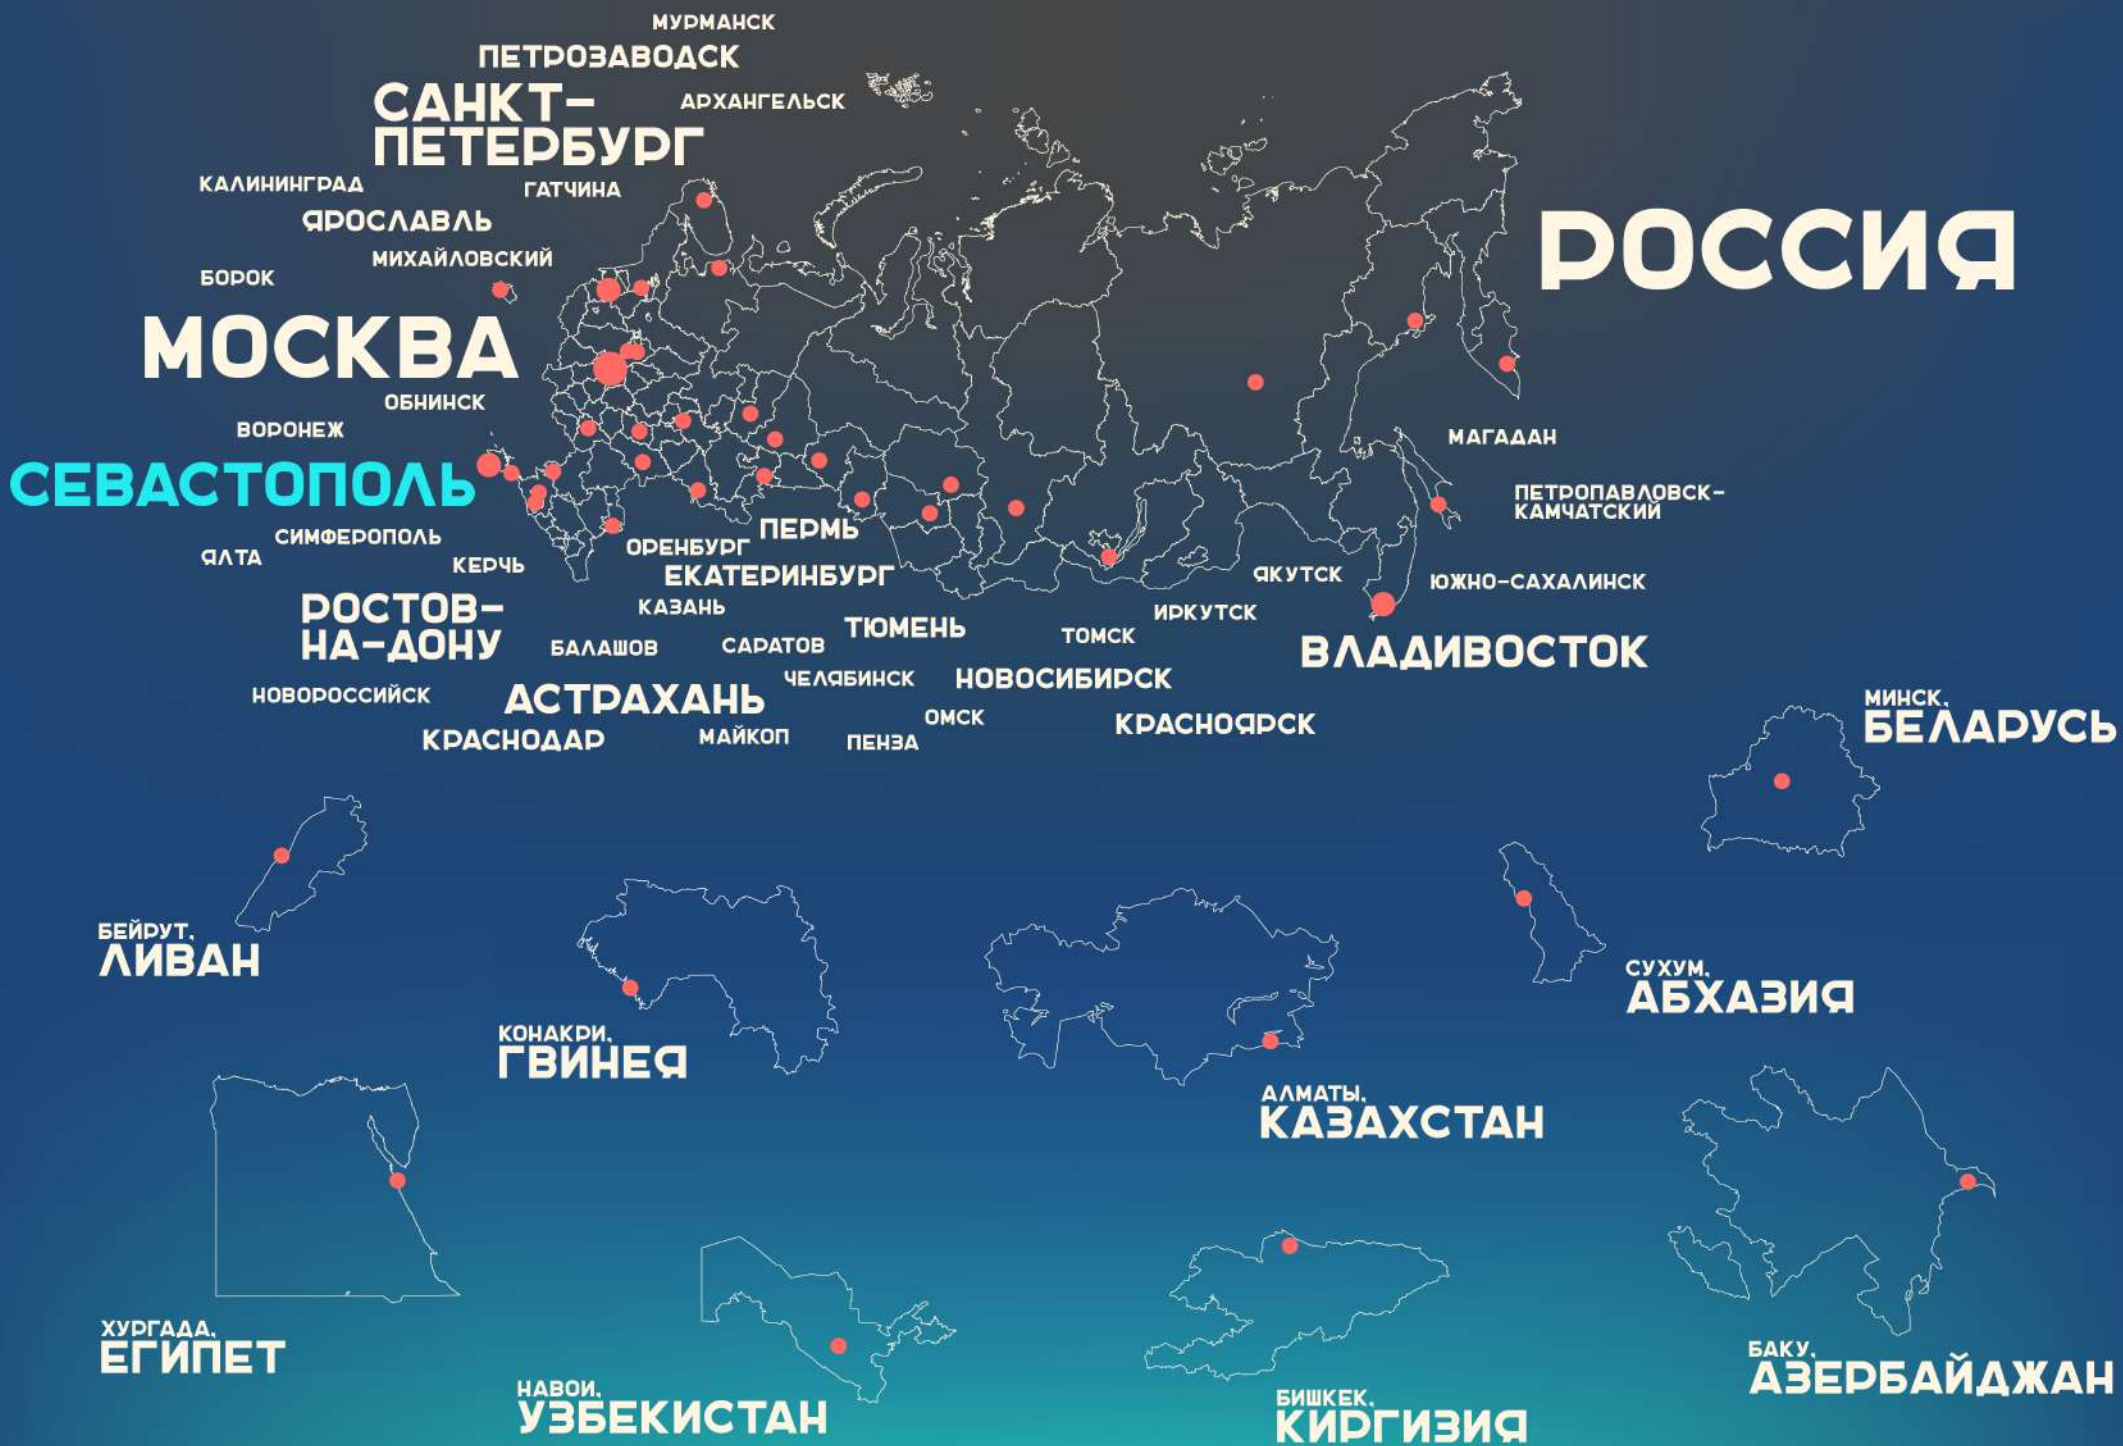 МУРМАНСК
ПЕТРОЗАВОДСК
САНКТ-
ПЕТЕРБУРГ
АРХАНГЕЛЬСК
КАЛИНИНГРАД
ГАТЧИНА
ЯРОСЛАВЛЬ
МИХАЙЛОВСКИЙ
БОРОК
РОССИЯ
МОСКВА
ОБНИНСК
ВОРОНЕЖ
СЕВАСТОПОЛЬ
СИМФЕРОПОЛЬ
ЯЛТА
КЕРЧЬ
РОСТОВ-
НА-ДОНУ
НОВОРОССИЙСК
КРАСНОДАР
АСТРАХАНЬ
БАЛАШОВ
МАЙКОП
ПЕРМЬ
ОРЕНБУРГ
ЕКАТЕРИНБУРГ
КАЗАНЬ
САРАТОВ
ТЮМЕНЬ
ЧЕЛЯБИНСК
ПЕНЗА
ОМСК
НОВОСИБИРСК
ТОМСК
КРАСНОЯРСК
ИРКУТСК
ЯКУТСК
МАГАДАН
ПЕТРОПАВЛОВСК-
КАМЧАТСКИЙ
ЮЖНО-САХАЛИНСК
ВЛАДИВОСТОК
МИНСК,
БЕЛАРУСЬ
БЕЙРУТ,
ЛИВАН
КОНАКРИ,
ГВИНЕЯ
АЛМАТЫ,
КАЗАХСТАН
СУХУМ,
АБХАЗИЯ
ХУРГАДА,
ЕГИПЕТ
НАВОИ,
УЗБЕКИСТАН
БИШКЕК,
КИРГИЗИЯ
БАКУ,
АЗЕРБАЙДЖАН